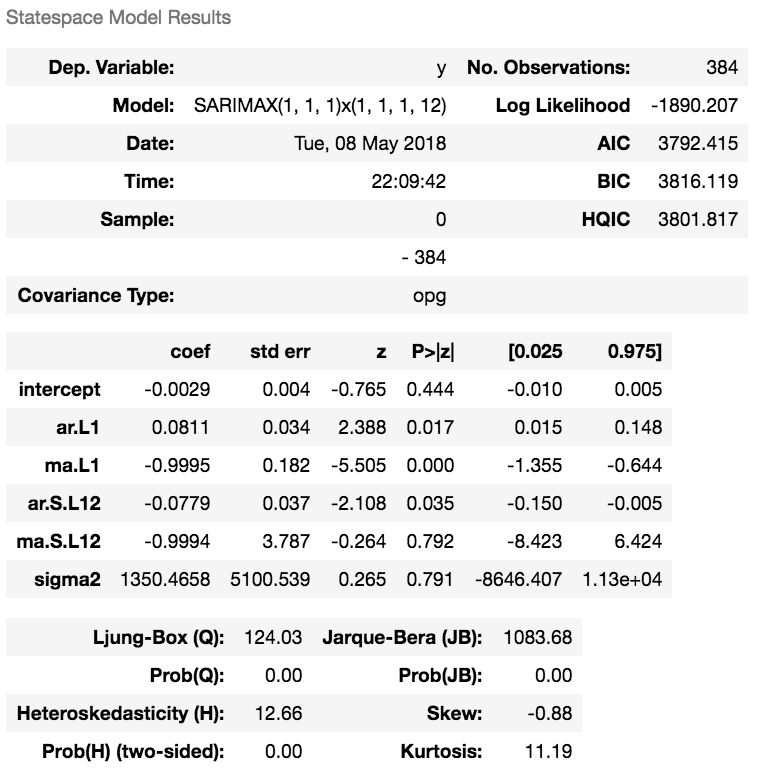 Statespace Model Results
Dep. Variable: y No. Observations: 384
Model: SARIMAX(1, 1, 1)x(1, 1, 1, 12) Log Likelihood -1890.207
Date: Tue, 08 May 2018 AIC 3792.415
Time: 22:09:42 BIC 3816.119
Sample: 0 HQIC 3801.817
- 384
Covariance Type: opg
coef std err z P>|z| [0.025 0.975]
intercept -0.0029 0.004 -0.765 0.444 -0.010 0.005
ar.L1 0.0811 0.034 2.388 0.017 0.015 0.148
ma.L1 -0.9995 0.182 -5.505 0.000 -1.355 -0.644
ar.S.L12 -0.0779 0.037 -2.108 0.035 -0.150 -0.005
ma.S.L12 -0.9994 3.787 -0.264 0.792 -8.423 6.424
sigma2 1350.4658 5100.539 0.265 0.791 -8646.407 1.13e+04
Ljung-Box (Q): 124.03 Jarque-Bera (JB): 1083.68
Prob(Q): 0.00 Prob(JB): 0.00
Heteroskedasticity (H): 12.66 Skew: -0.88
Prob(H) (two-sided): 0.00 Kurtosis: 11.19